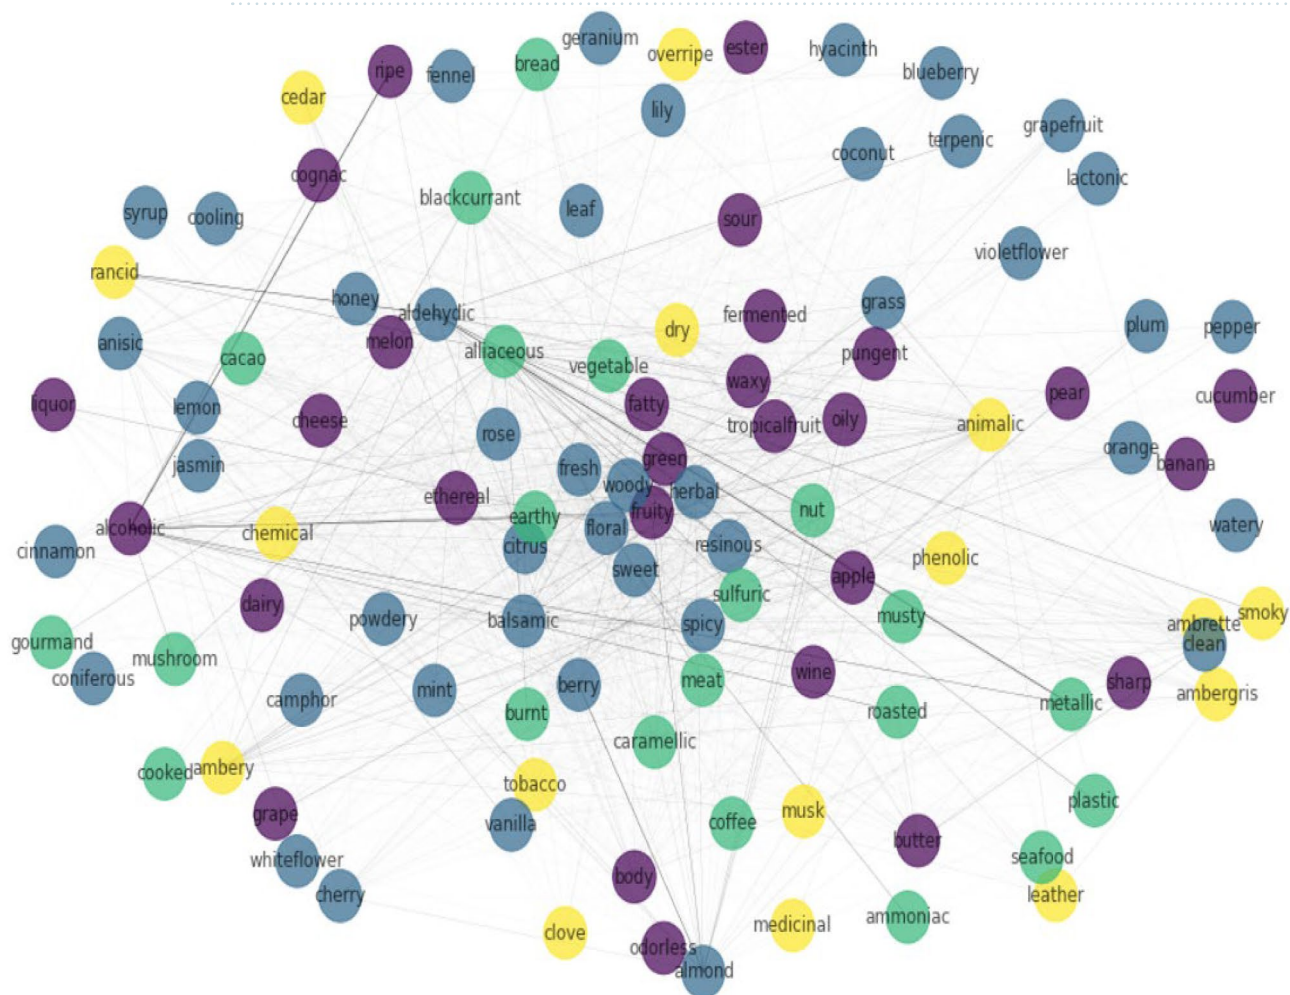 geranium
hyacinth
ester
overripe
bread
ripe
fennel
blueberry
cedar
lily
grapefruit
terpenic
coconut
cognac
lactonic
blackcurrant
syrup
cooling
leaf
sour
violetflower
rancid
honey
grass
aldehydic
fermented
dry
plum
pepper
anisic
melon
alliaceous
pungent
cacao
vegetable
waxy
pear
cucumber
liquor
fatty
lemon
cheese
tropicalfruit
oily
animalic
rose
orange
green
banana
jasmin
fresh
woody
herbal
ethereal
fruity
nut
earthy
alcoholic
floral
watery
chemical
citrus
resinous
cinnamon
phenolic
sweet
apple
sulfuric
dairy
smoky
musty
powdery
balsamic
spicy
ambrette
gourmand
clean
mushroom
wine
coniferous
meat
sharp
berry
mint
ambergris
camphor
metallic
burnt
roasted
caramellic
cooked
ambery
tobacco
plastic
musk
grape
coffee
vanilla
butter
seafood
whiteflower
body
cherry
leather
ammoniac
medicinal
clove
odorless
almond